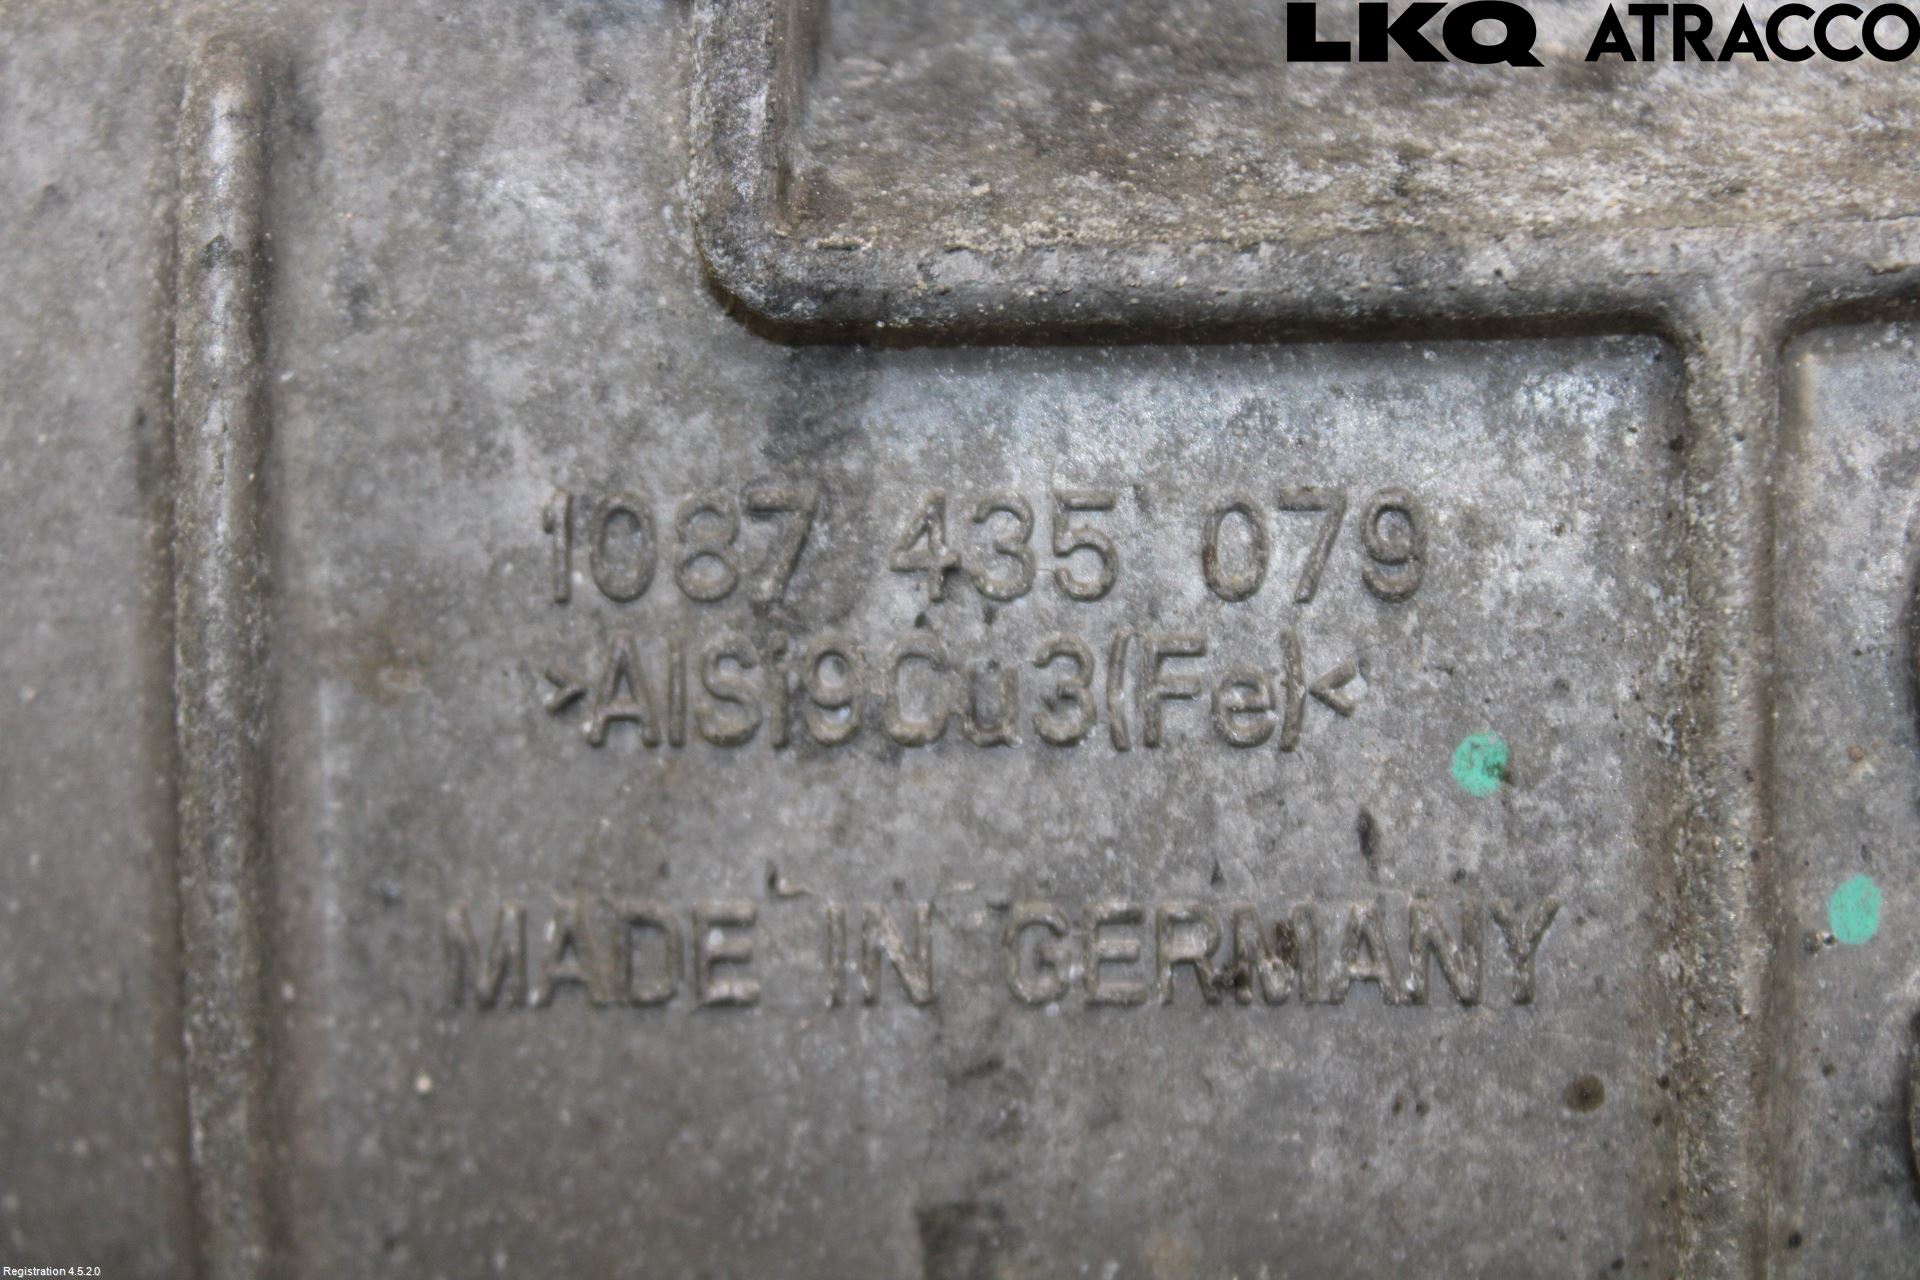 LKQ ATRACCO
1087 435 079
>AlSi9Cu3(Fe)<
MADE IN GERMANY
Registration 4.5.2.0